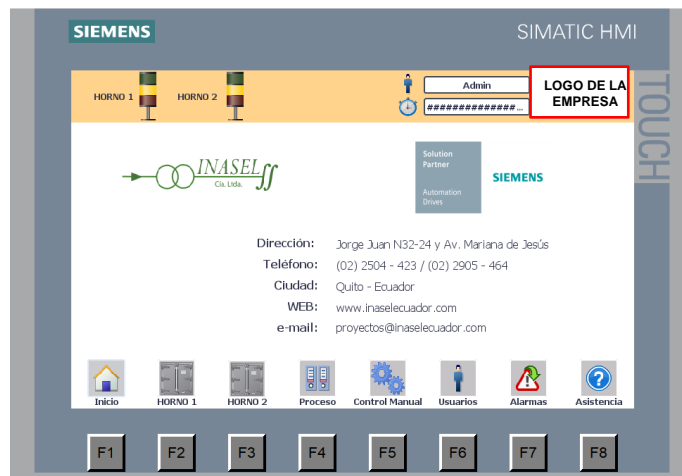 SIEMENS
SIMATIC HMI
TOUCH
HORNO 1
HORNO 2
Admin
##############...
LOGO DE LA
EMPRESA
INASEL
Cía. Ltda.
Solution
Partner
Automation
Drives
SIEMENS
Dirección: Jorge Juan N32-24 y Av. Mariana de Jesús
Teléfono: (02) 2504 - 423 / (02) 2905 - 464
Ciudad: Quito - Ecuador
WEB: www.inaselecuador.com
e-mail: proyectos@inaselecuador.com
Inicio
HORNO 1
HORNO 2
Proceso
Control Manual
Usuarios
Alarmas
Asistencia
F1
F2
F3
F4
F5
F6
F7
F8